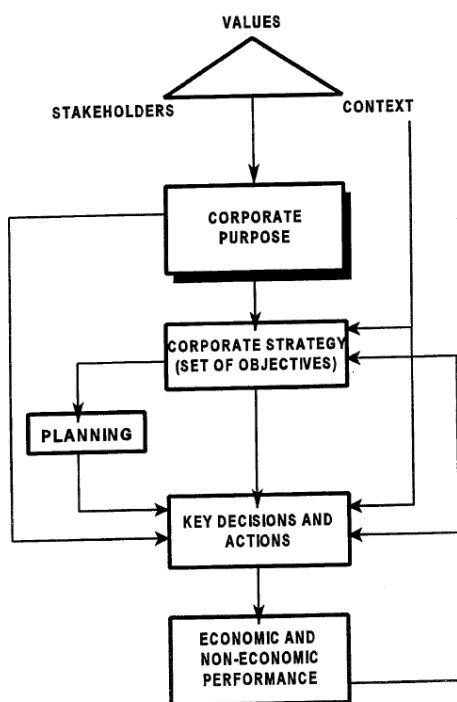 VALUES
STAKEHOLDERS
CONTEXT
CORPORATE
PURPOSE
CORPORATE STRATEGY
(SET OF OBJECTIVES)
PLANNING
KEY DECISIONS AND
ACTIONS
ECONOMIC AND
NON-ECONOMIC
PERFORMANCE